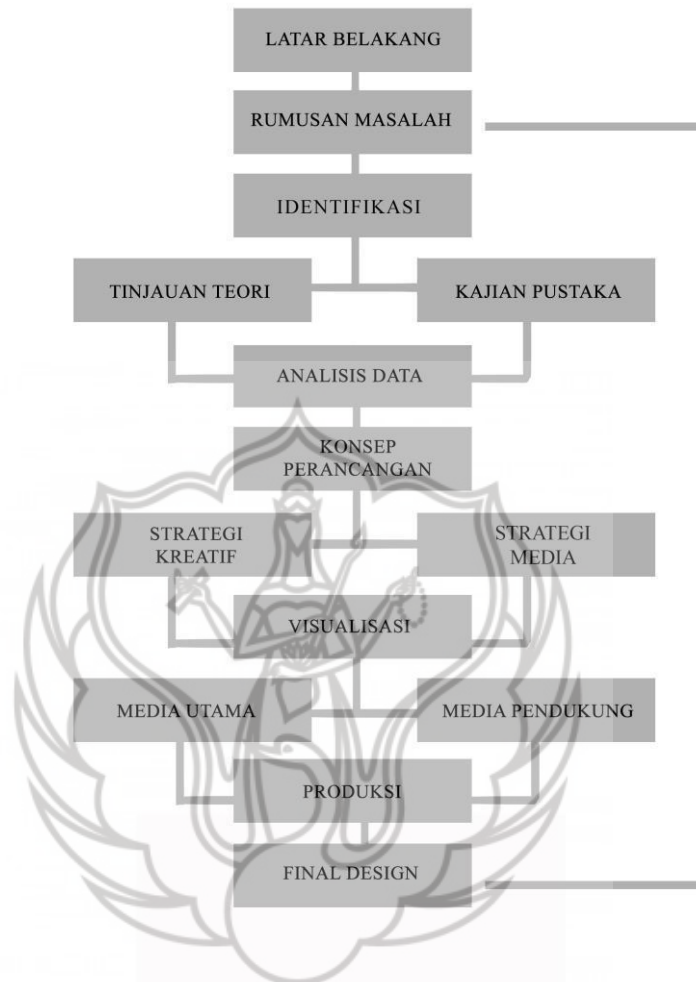 LATAR BELAKANG
RUMUSAN MASALAH
IDENTIFIKASI
TINJAUAN TEORI
KAJIAN PUSTAKA
ANALISIS DATA
KONSEP
PERANCANGAN
STRATEGI
KREATIF
STRATEGI
MEDIA
VISUALISASI
MEDIA UTAMA
MEDIA PENDUKUNG
PRODUKSI
FINAL DESIGN